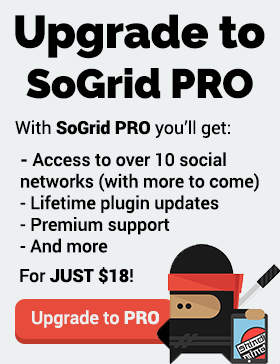 Upgrade to
SoGrid PRO
With SoGrid PRO you'll get:
- Access to over 10 social
networks (with more to come)
- Lifetime plugin updates
- Premium support
- And more
For JUST $18!
Upgrade to PRO